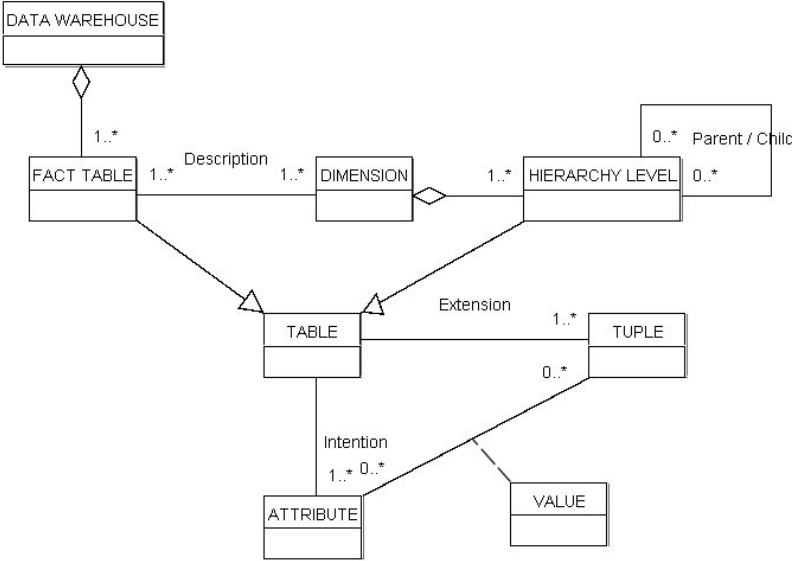 DATA WAREHOUSE
1..*
0..* Parent / Child
Description
FACT TABLE 1..* 1..* DIMENSION 1..* HIERARCHY LEVEL 0..*
Extension
TABLE 1..* TUPLE
0..*
Intention
1..* 0..*
VALUE
ATTRIBUTE